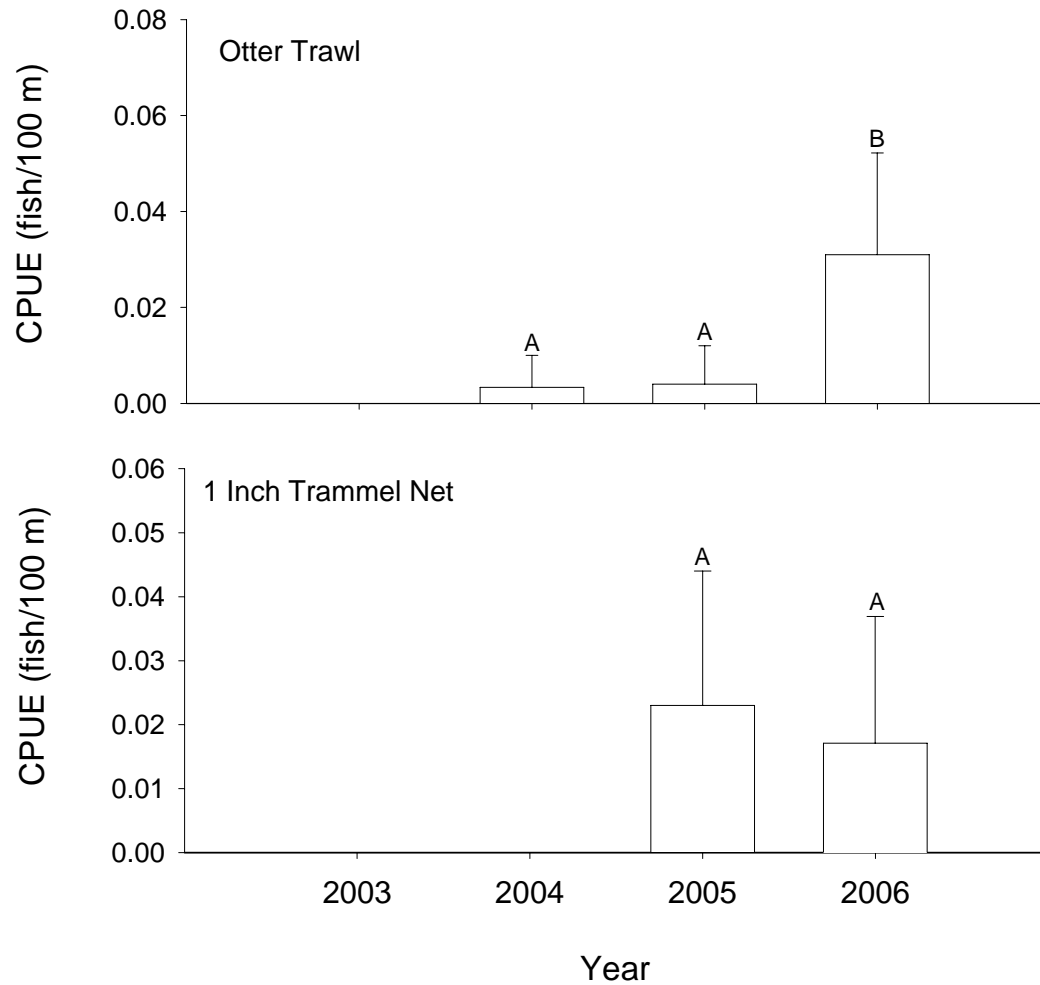 0.08
Otter Trawl
0.06
B
0.04
CPUE (fish/100 m)
0.02
A
A
0.00
0.06
1 Inch Trammel Net
0.05
A
0.04
A
CPUE (fish/100 m)
0.03
0.02
0.01
0.00
2003 2004 2005 2006
Year